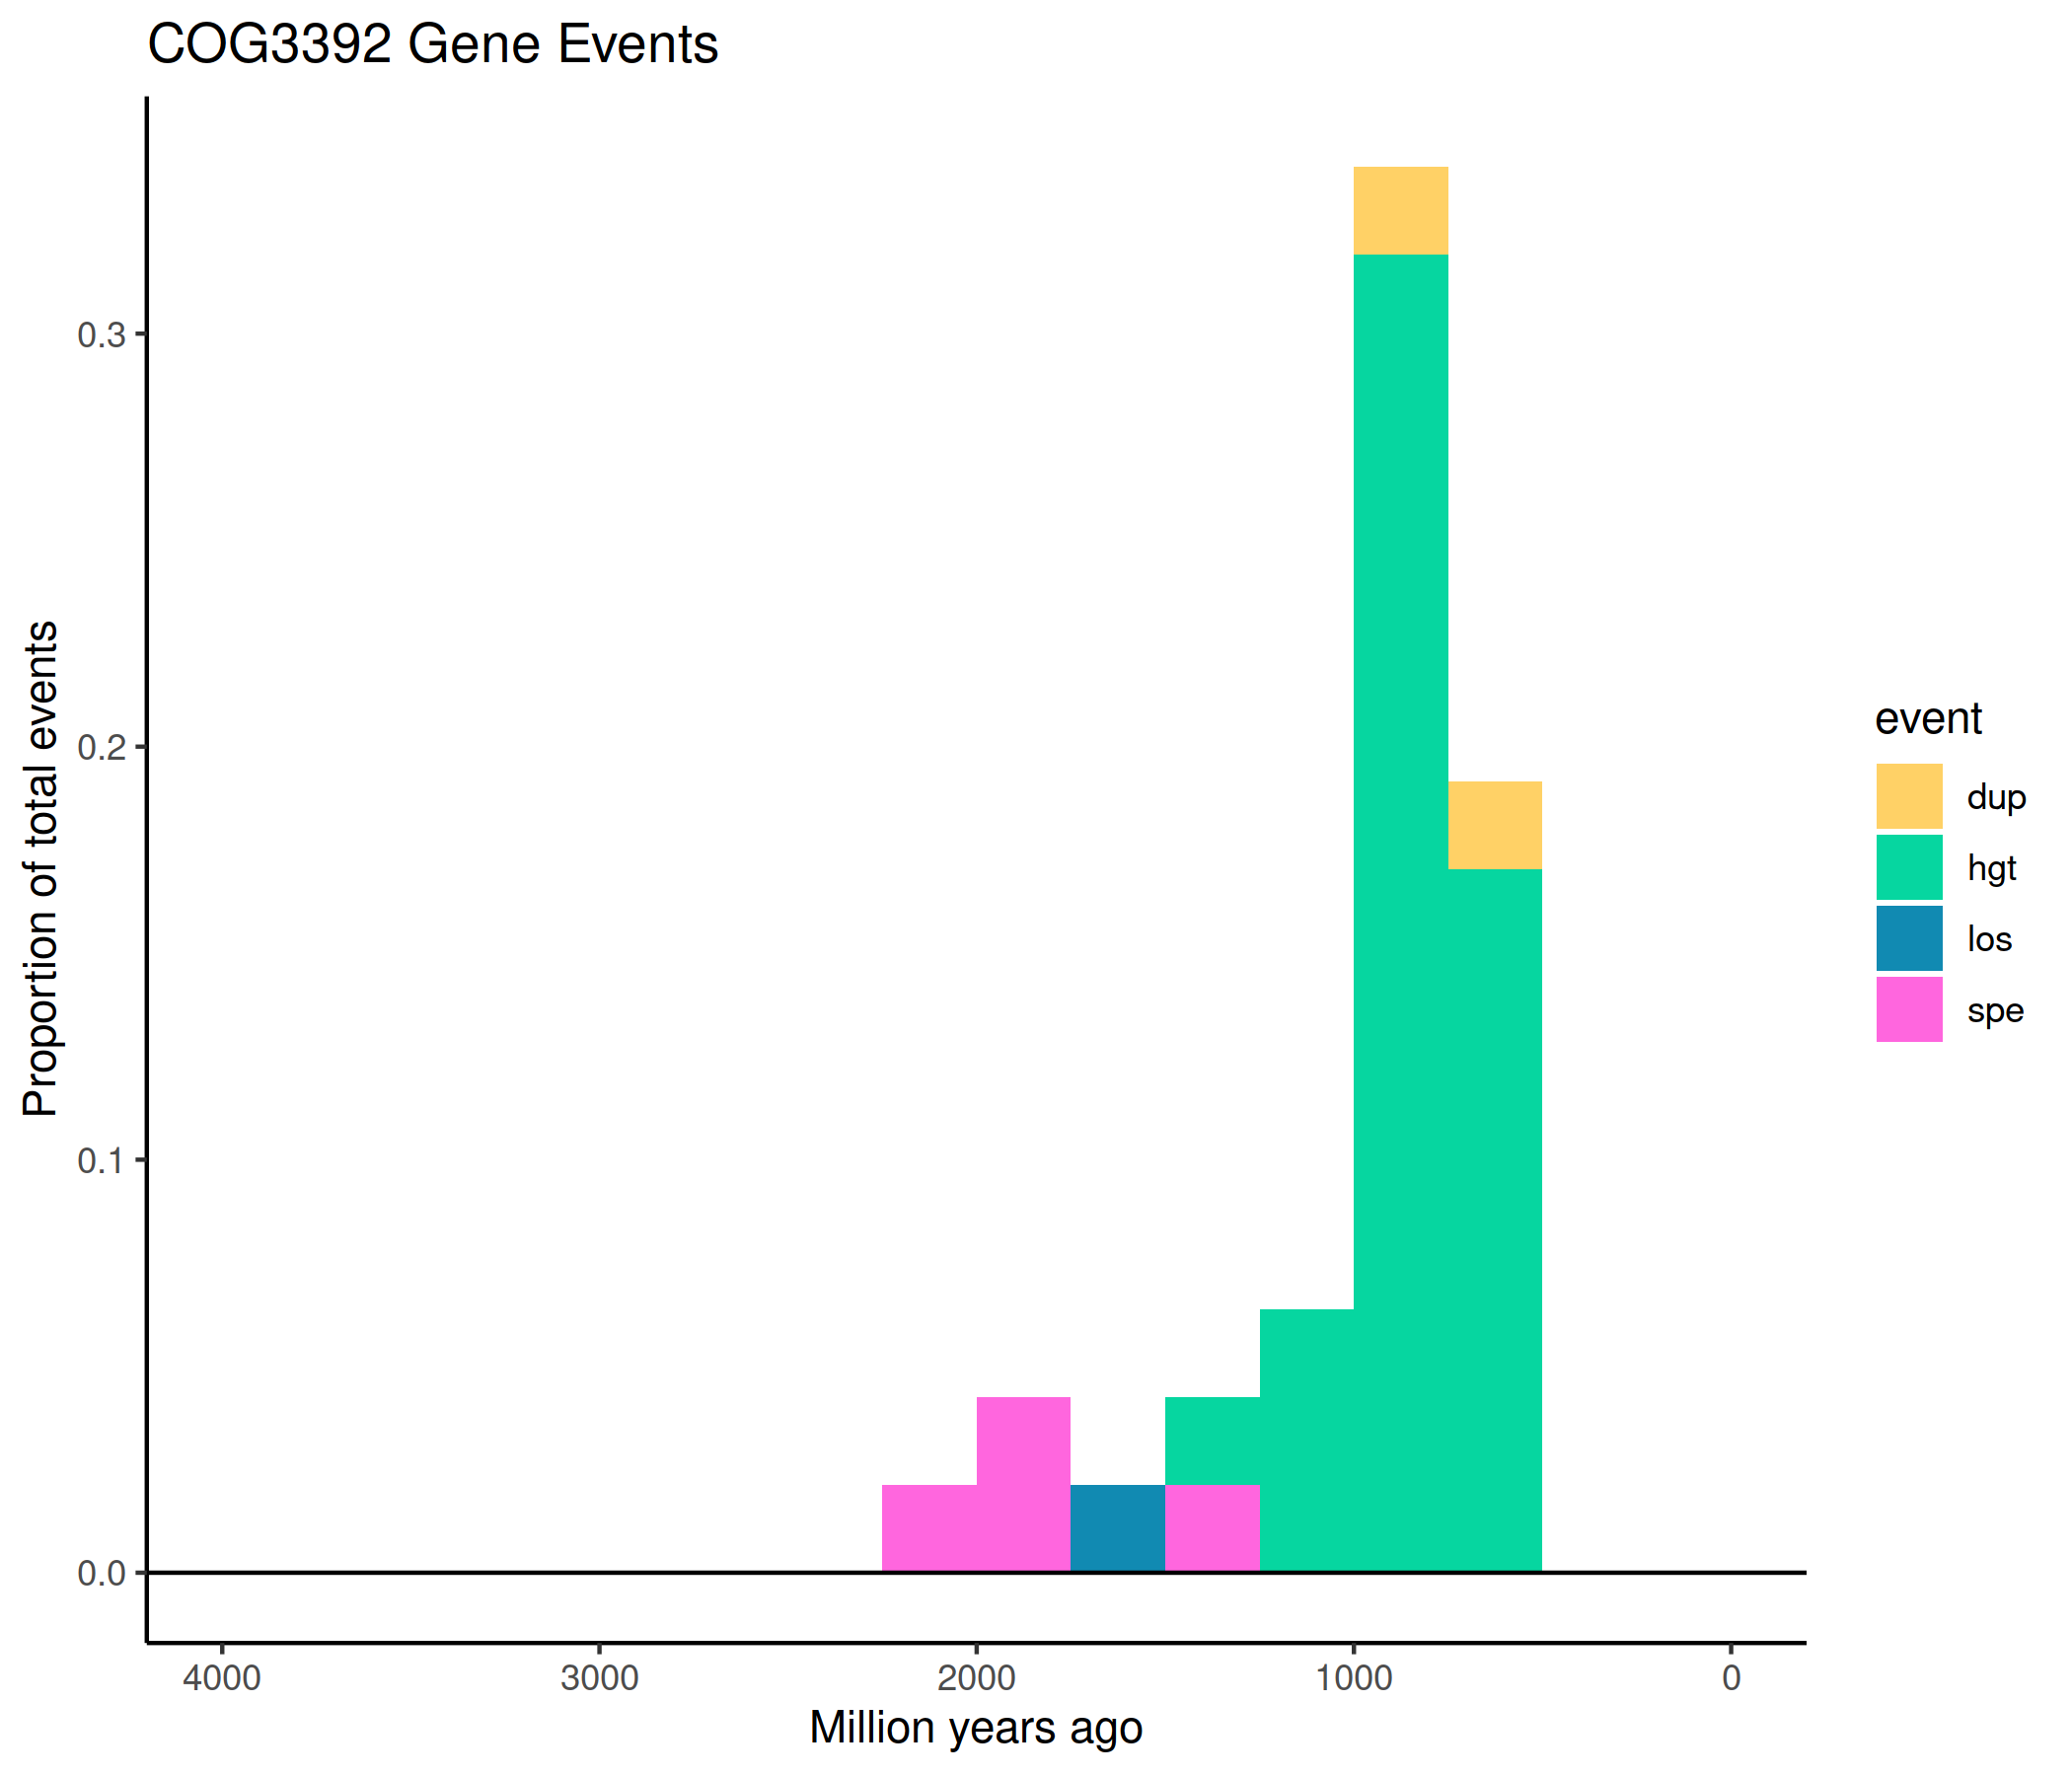 COG3392 Gene Events
Proportion of total events
0.3
0.2
0.1
0.0
4000 3000 2000 1000 0
Million years ago
event
dup
hgt
los
spe